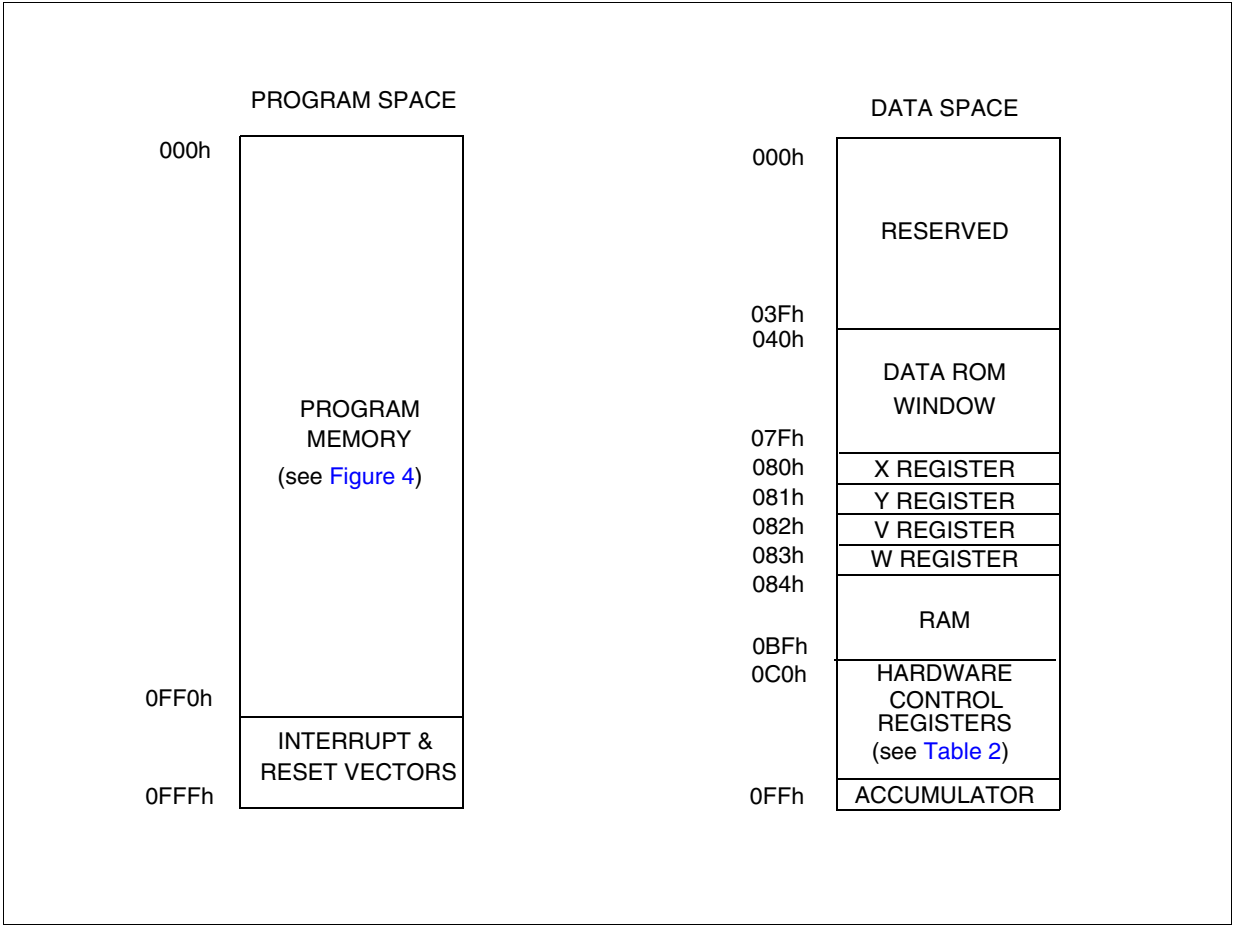 PROGRAM SPACE
000h
PROGRAM
MEMORY
(see Figure 4)
0FF0h
INTERRUPT &
RESET VECTORS
0FFFh
DATA SPACE
000h
RESERVED
03Fh
040h
DATA ROM
WINDOW
07Fh
080h X REGISTER
081h Y REGISTER
082h V REGISTER
083h W REGISTER
084h
RAM
0BFh
0C0h HARDWARE
CONTROL
REGISTERS
(see Table 2)
0FFh ACCUMULATOR